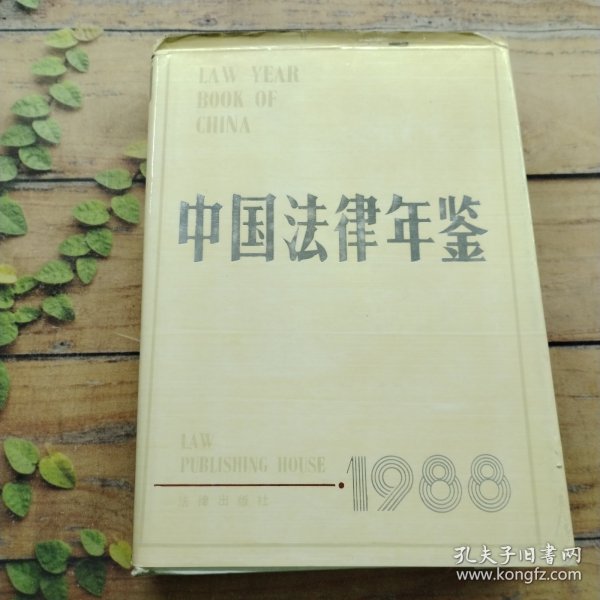 LAW YEAR
BOOK OF
CHINA
中国法律年鉴
LAW
PUBLISHING HOUSE
1988
法律出版社
孔夫子旧书网
www.kongfz.com